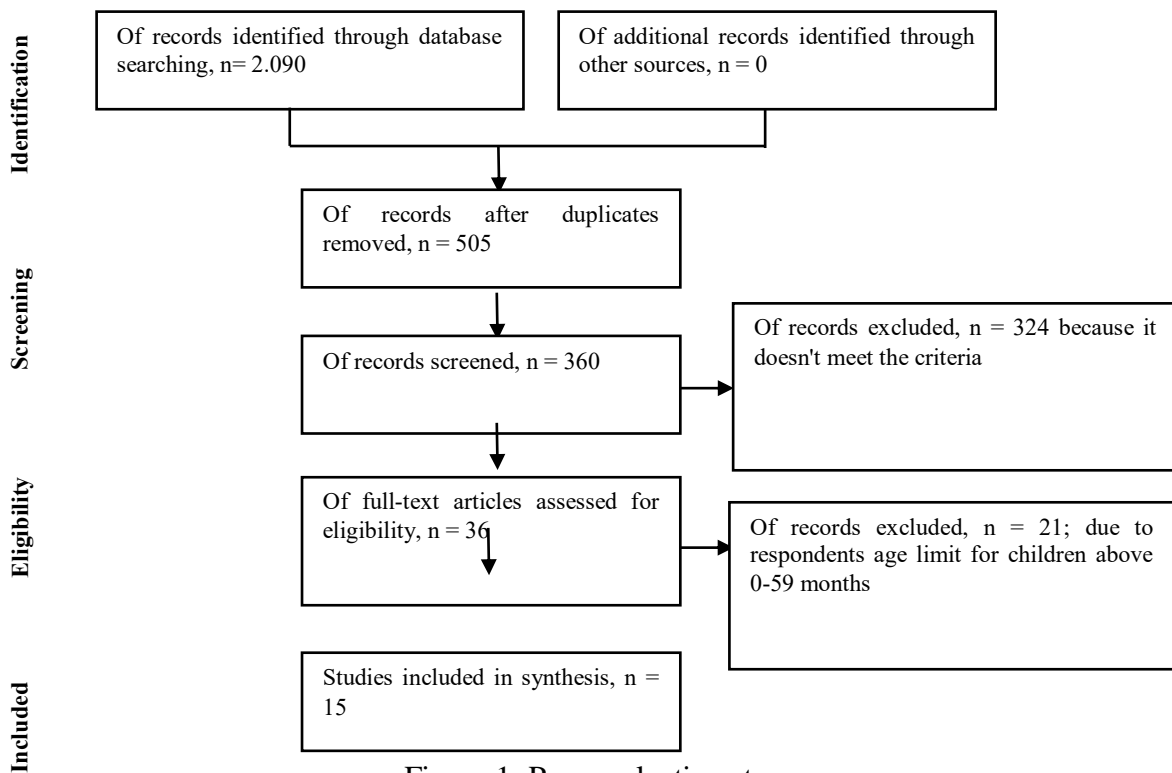 Identification
Of records identified through database
searching, n= 2.090
Of additional records identified through
other sources, n = 0
Screening
Of records after duplicates
removed, n = 505
Of records screened, n = 360
Of records excluded, n = 324 because it
doesn't meet the criteria
Eligibility
Of full-text articles assessed for
eligibility, n = 36
Of records excluded, n = 21; due to
respondents age limit for children above
0-59 months
Included
Studies included in synthesis, n =
15